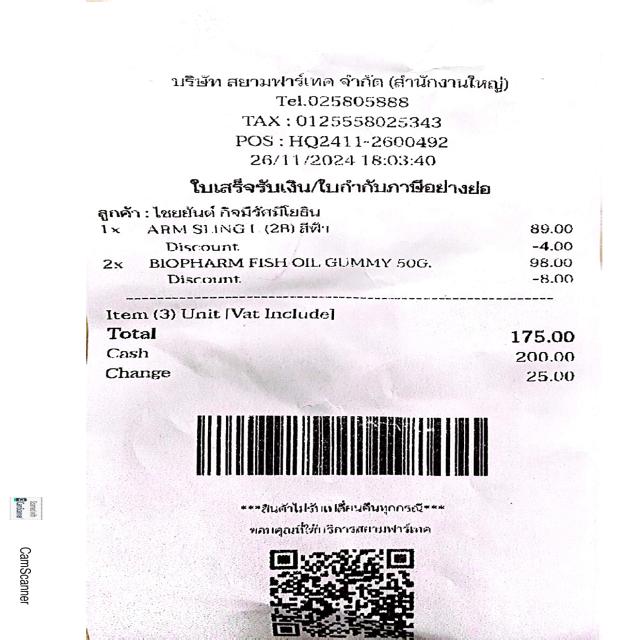 บริษัท สยามฟาร์เทค จำกัด (สำนักงานใหญ่)
Tel.025805888
TAX : 0125558025343
POS : HQ2411-2600492
26/11/2024 18:03:40
ใบเสร็จรับเงิน/ใบกำกับภาษีอย่างย่อ
ลูกค้า : ไชยยันต์ กิจมีรัศมีโยธิน
1x ARM SLING L (28) สีฟ้า 89.00
Discount -4.00
2x BIOPHARM FISH OIL GUMMY 50G. 98.00
Discount -8.00
Item (3) Unit [Vat Include]
Total 175.00
Cash 200.00
Change 25.00
***สินค้าไม่รับเปลี่ยนคืนทุกกรณี***
ขอบคุณที่ใช้บริการสยามฟาร์เทค
CamScanner